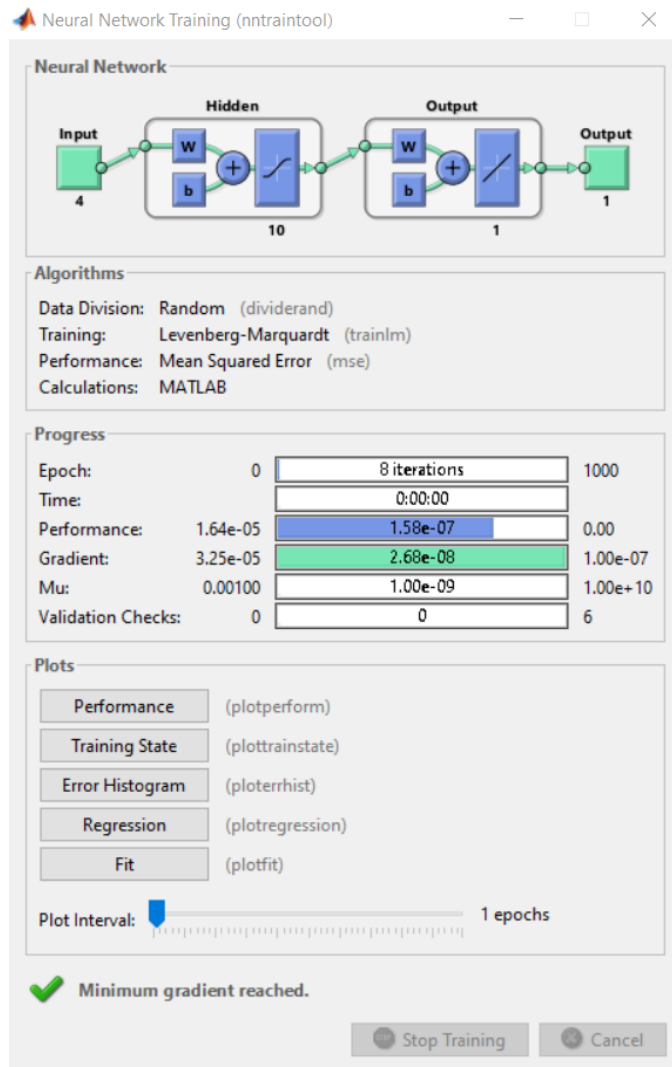 Neural Network Training (nntraintool)
Neural Network
Hidden Output
Input Output
W W
+ +
b b
4 10 1 1
Algorithms
Data Division: Random (dividerand)
Training: Levenberg-Marquardt (trainlm)
Performance: Mean Squared Error (mse)
Calculations: MATLAB
Progress
Epoch: 0 8 iterations 1000
Time: 0:00:00
Performance: 1.64e-05 1.58e-07 0.00
Gradient: 3.25e-05 2.68e-08 1.00e-07
Mu: 0.00100 1.00e-09 1.00e+10
Validation Checks: 0 0 6
Plots
Performance (plotperform)
Training State (plottrainstate)
Error Histogram (ploterrhist)
Regression (plotregression)
Fit (plotfit)
Plot Interval: 1 epochs
Minimum gradient reached.
Stop Training Cancel